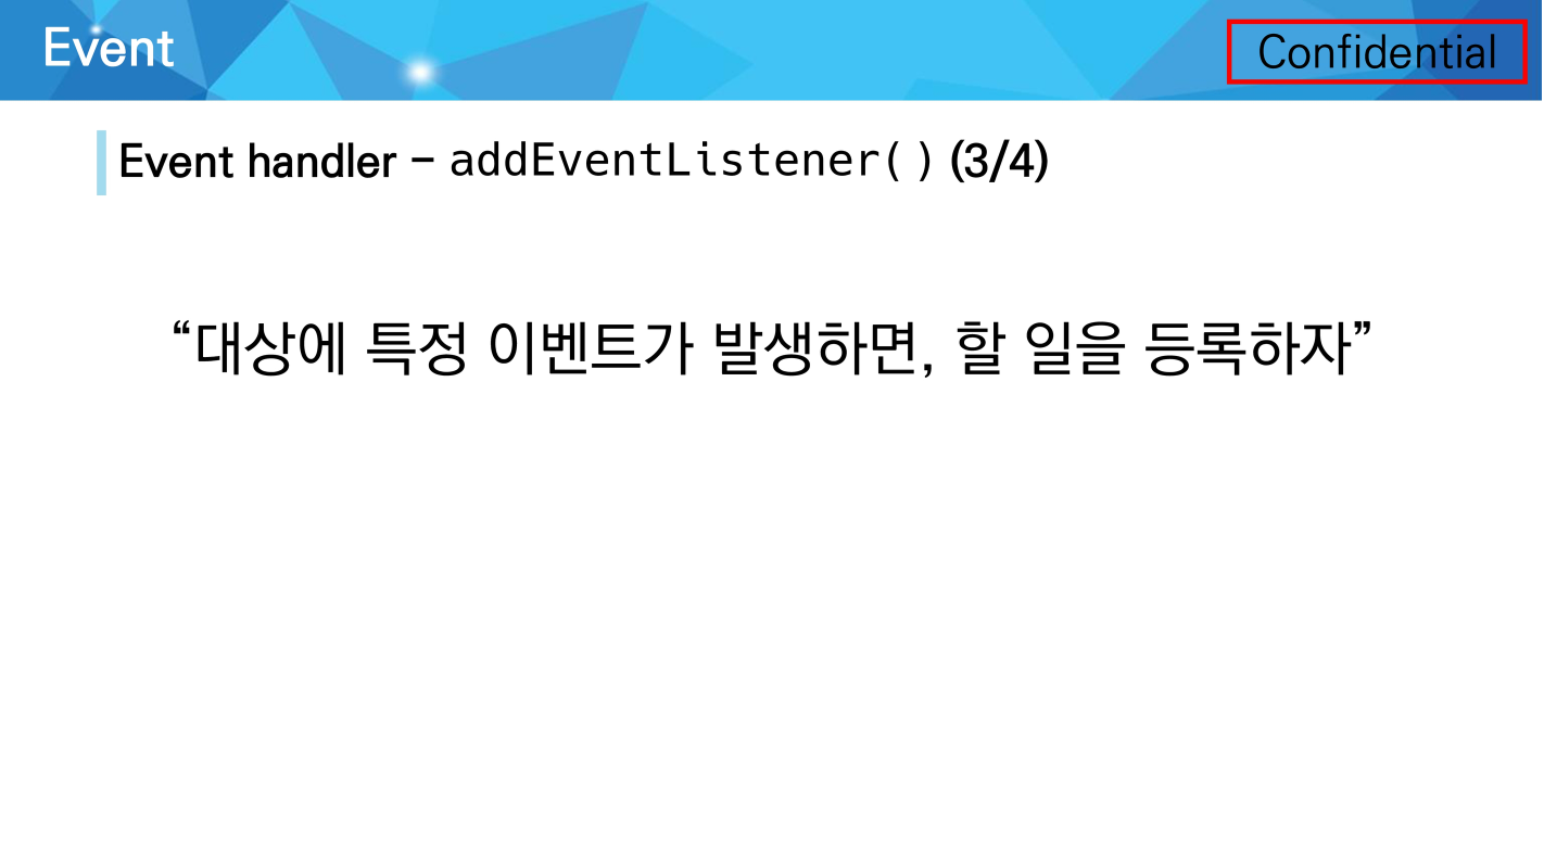 Event
Confidential
Event handler – addEventListener() (3/4)
“대상에 특정 이벤트가 발생하면, 할 일을 등록하자”